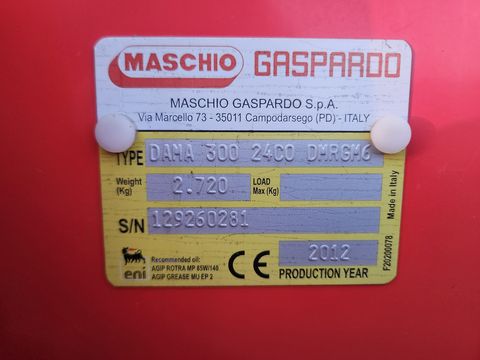 MASCHIO GASPARDO
MASCHIO GASPARDO S.p.A.
Via Marcello 73 - 35011 Campodarsego (PD) - ITALY
TYPE DAMA 300 24CO DMRGM6
Weight (Kg) 2.720 LOAD Max (Kg)
S/N 129260281
eni
Recommended oil:
AGIP ROTRA MP 85W/140
AGIP GREASE MU EP 2
CE
2012
PRODUCTION YEAR
Made in Italy
F20200078